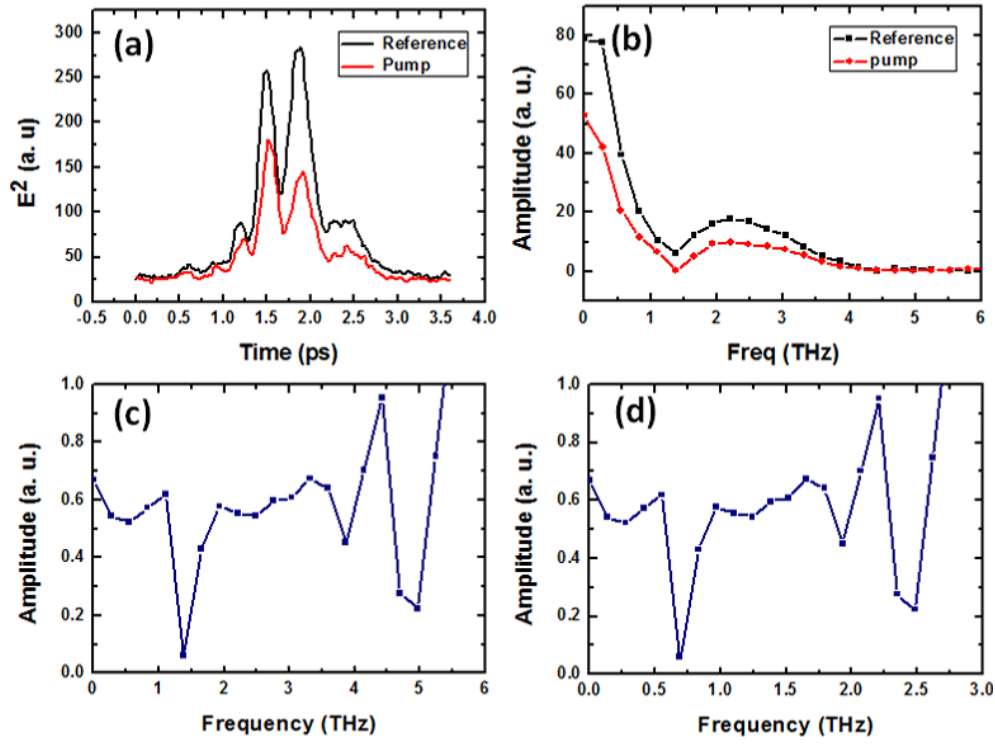 (a)
Reference
Pump
E² (a. u)
300
250
200
150
100
50
0
-0.5 0.0 0.5 1.0 1.5 2.0 2.5 3.0 3.5 4.0
Time (ps)
(b)
Reference
pump
Amplitude (a. u.)
80
60
40
20
0
0 1 2 3 4 5 6
Freq (THz)
(c)
Amplitude (a. u.)
1.0
0.8
0.6
0.4
0.2
0.0
0 1 2 3 4 5 6
Frequency (THz)
(d)
Amplitude (a. u.)
1.0
0.8
0.6
0.4
0.2
0.0
0.0 0.5 1.0 1.5 2.0 2.5 3.0
Frequency (THz)